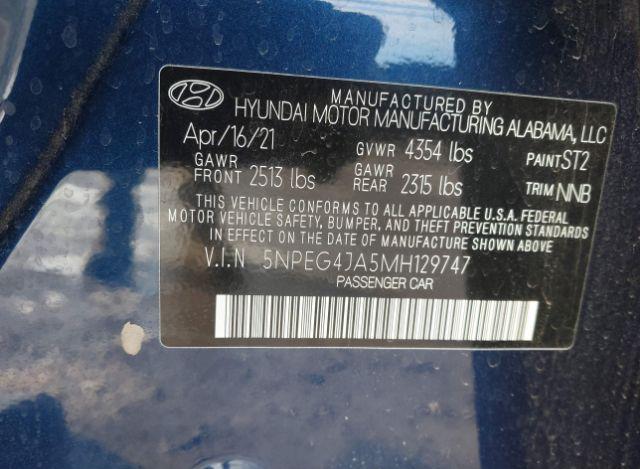 MANUFACTURED BY
HYUNDAI MOTOR MANUFACTURING ALABAMA, LLC
Apr/16/21 GVWR 4354 lbs PAINT ST2
GAWR FRONT 2513 lbs GAWR REAR 2315 lbs TRIM NNB
THIS VEHICLE CONFORMS TO ALL APPLICABLE U.S.A. FEDERAL
MOTOR VEHICLE SAFETY, BUMPER, AND THEFT PREVENTION STANDARDS
IN EFFECT ON THE DATE OF MANUFACTURE SHOWN ABOVE
V.I.N 5NPEG4JA5MH129747
PASSENGER CAR